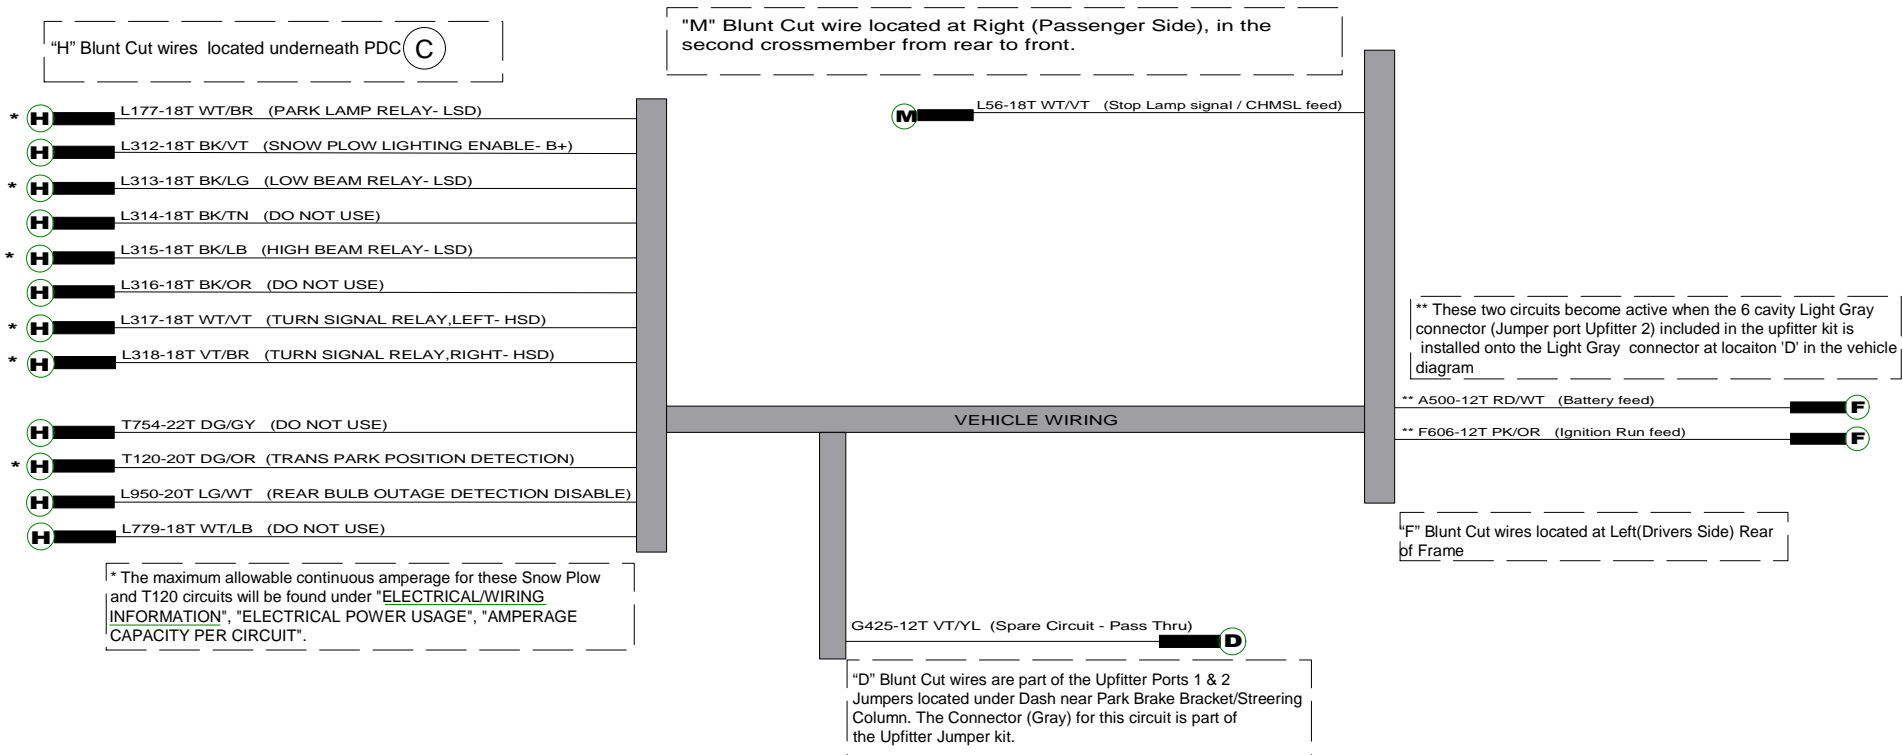 "M" Blunt Cut wire located at Right (Passenger Side), in the
second crossmember from rear to front.
“H” Blunt Cut wires located underneath PDC C
* H L177-18T WT/BR (PARK LAMP RELAY- LSD)
H L312-18T BK/VT (SNOW PLOW LIGHTING ENABLE- B+)
* H L313-18T BK/LG (LOW BEAM RELAY- LSD)
H L314-18T BK/TN (DO NOT USE)
* H L315-18T BK/LB (HIGH BEAM RELAY- LSD)
H L316-18T BK/OR (DO NOT USE)
* H L317-18T WT/VT (TURN SIGNAL RELAY,LEFT- HSD)
* H L318-18T VT/BR (TURN SIGNAL RELAY,RIGHT- HSD)
H T754-22T DG/GY (DO NOT USE)
* H T120-20T DG/OR (TRANS PARK POSITION DETECTION)
H L950-20T LG/WT (REAR BULB OUTAGE DETECTION DISABLE)
H L779-18T WT/LB (DO NOT USE)
* The maximum allowable continuous amperage for these Snow Plow
and T120 circuits will be found under "ELECTRICAL/WIRING
INFORMATION", "ELECTRICAL POWER USAGE", "AMPERAGE
CAPACITY PER CIRCUIT".
M L56-18T WT/VT (Stop Lamp signal / CHMSL feed)
VEHICLE WIRING
** These two circuits become active when the 6 cavity Light Gray
connector (Jumper port Upfitter 2) included in the upfitter kit is
installed onto the Light Gray connector at locaiton 'D' in the vehicle
diagram
** A500-12T RD/WT (Battery feed) F
** F606-12T PK/OR (Ignition Run feed) F
“F” Blunt Cut wires located at Left(Drivers Side) Rear
of Frame
G425-12T VT/YL (Spare Circuit - Pass Thru) D
“D” Blunt Cut wires are part of the Upfitter Ports 1 & 2
Jumpers located under Dash near Park Brake Bracket/Streering
Column. The Connector (Gray) for this circuit is part of
the Upfitter Jumper kit.